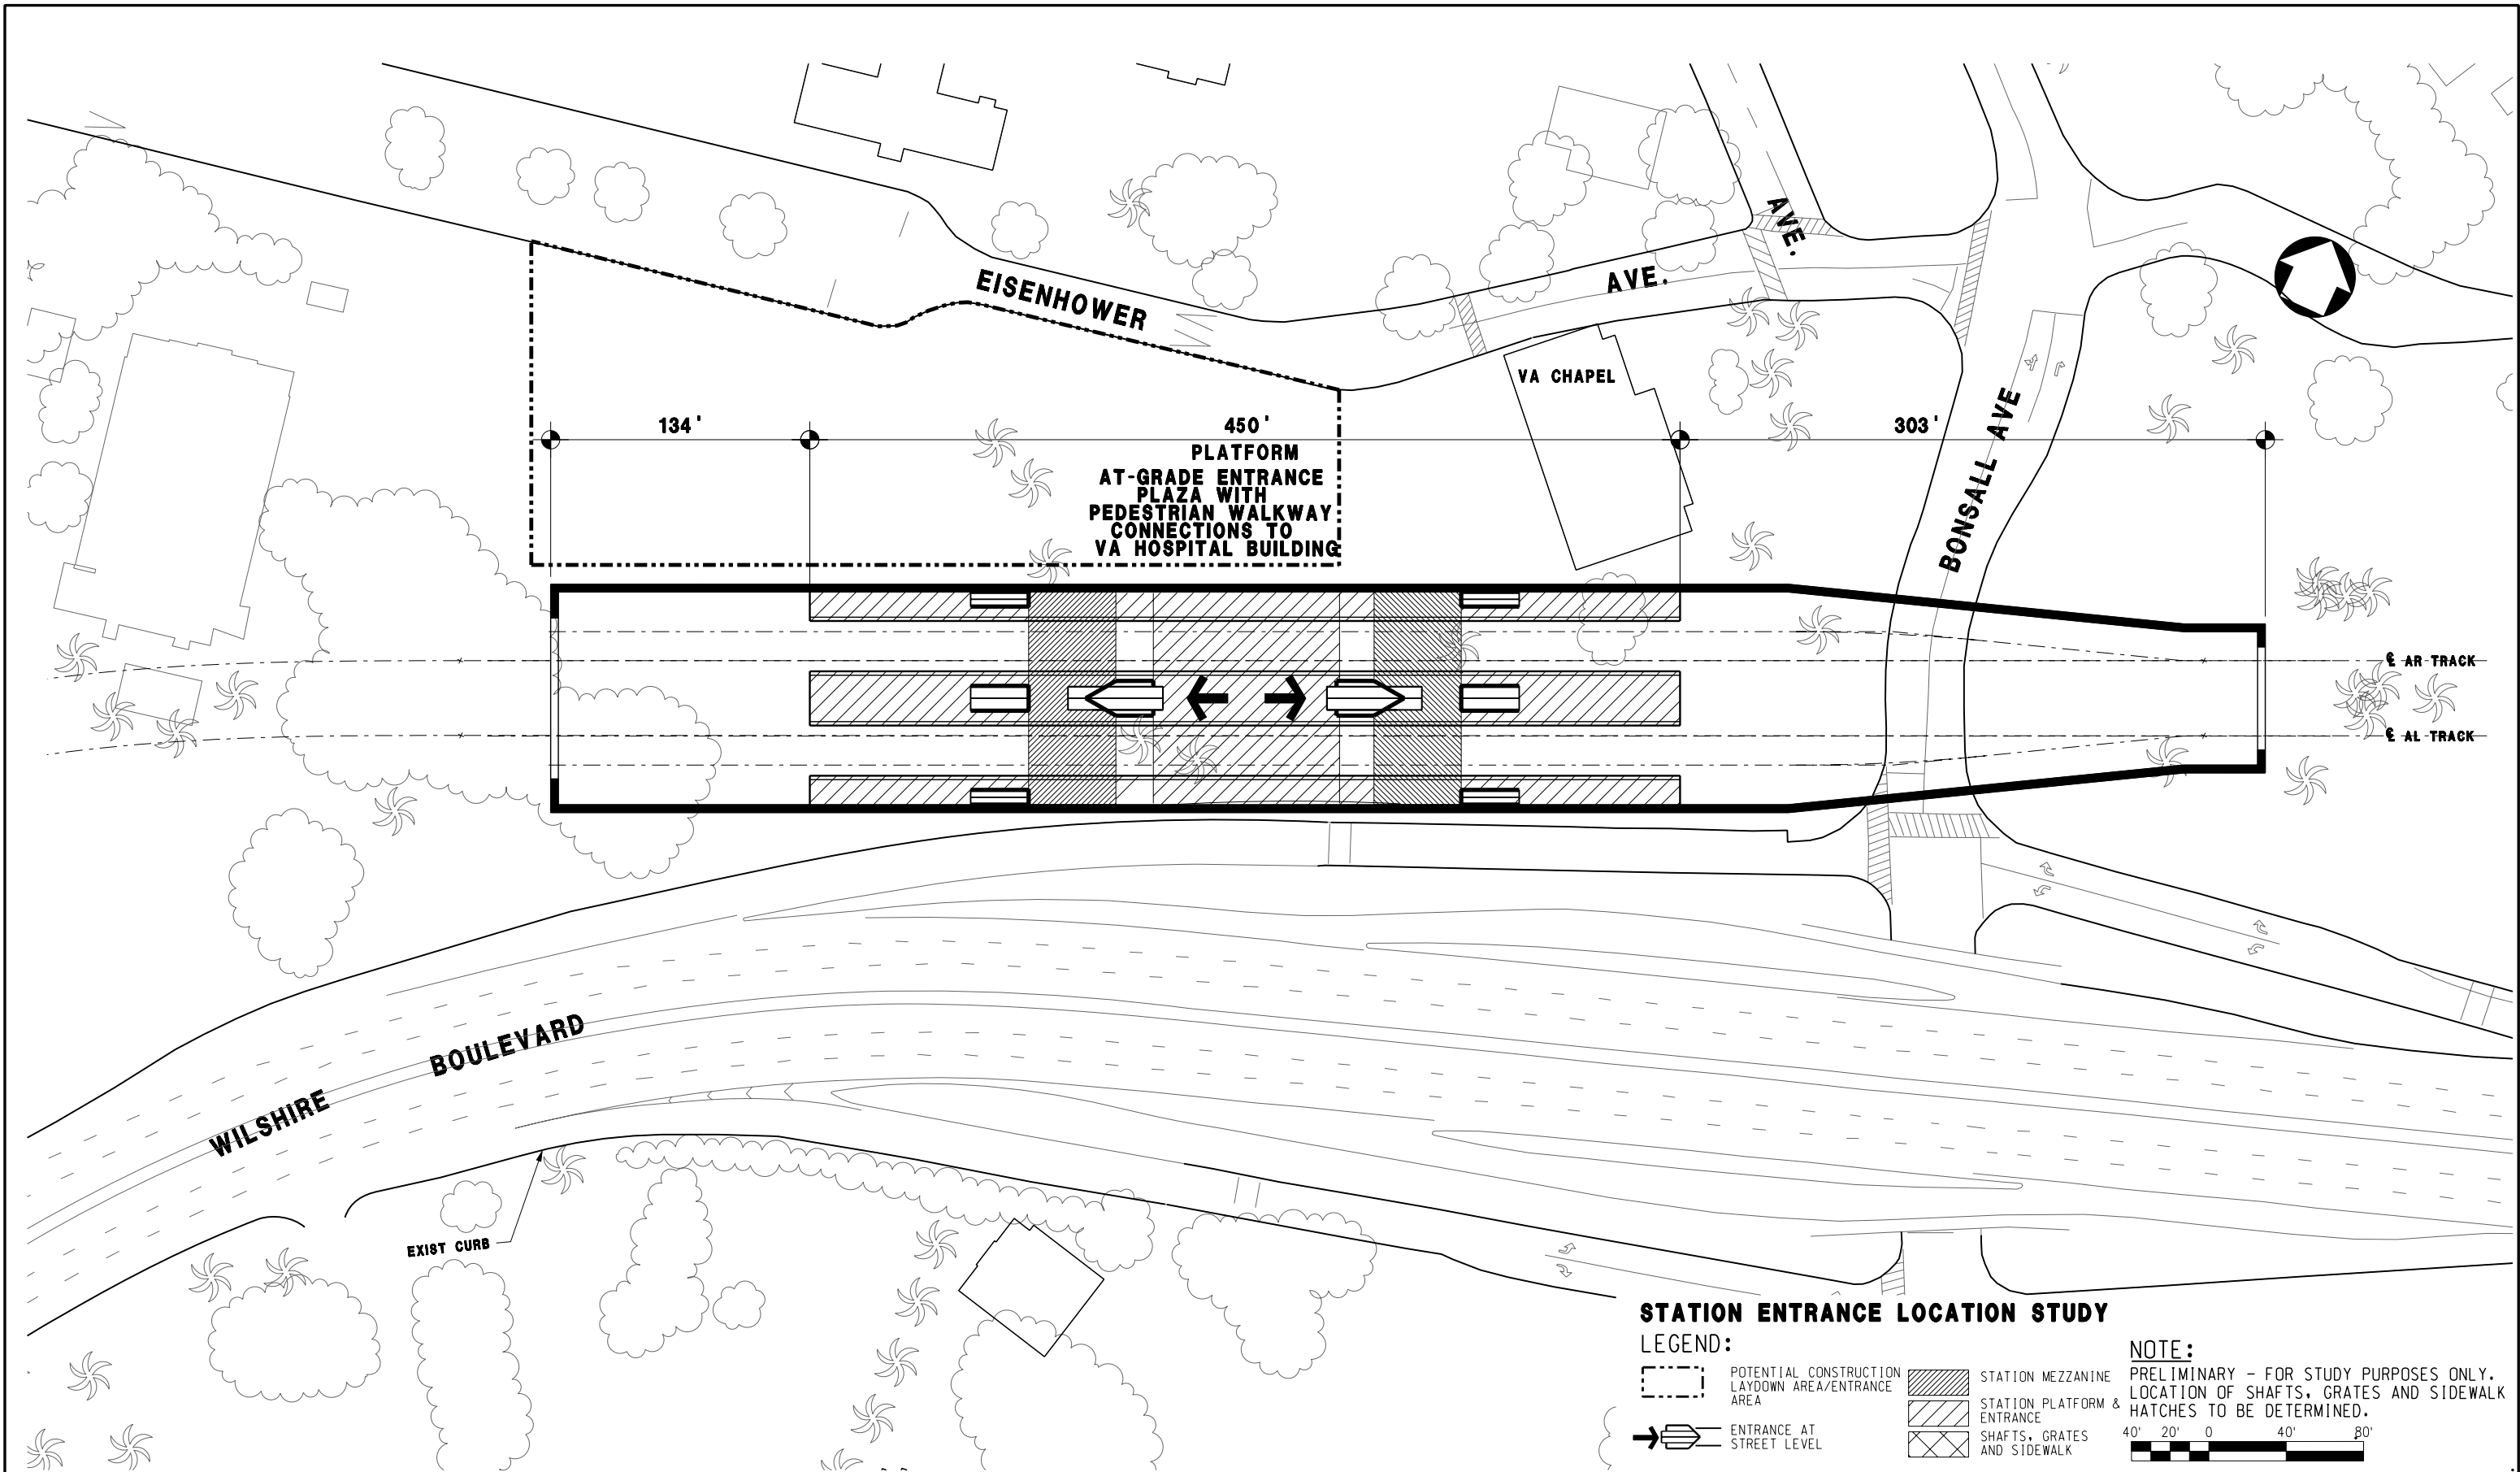 AVE.
EISENHOWER
AVE.
VA CHAPEL
BONSALL AVE
134'
450'
303'
PLATFORM
AT-GRADE ENTRANCE
PLAZA WITH
PEDESTRIAN WALKWAY
CONNECTIONS TO
VA HOSPITAL BUILDING
℄ AR TRACK
℄ AL TRACK
WILSHIRE BOULEVARD
EXIST CURB
STATION ENTRANCE LOCATION STUDY
LEGEND:
POTENTIAL CONSTRUCTION
LAYDOWN AREA/ENTRANCE
AREA
ENTRANCE AT
STREET LEVEL
STATION MEZZANINE
STATION PLATFORM &
ENTRANCE
SHAFTS, GRATES
AND SIDEWALK
NOTE:
PRELIMINARY - FOR STUDY PURPOSES ONLY.
LOCATION OF SHAFTS, GRATES AND SIDEWALK
HATCHES TO BE DETERMINED.
40' 20' 0 40' 80'